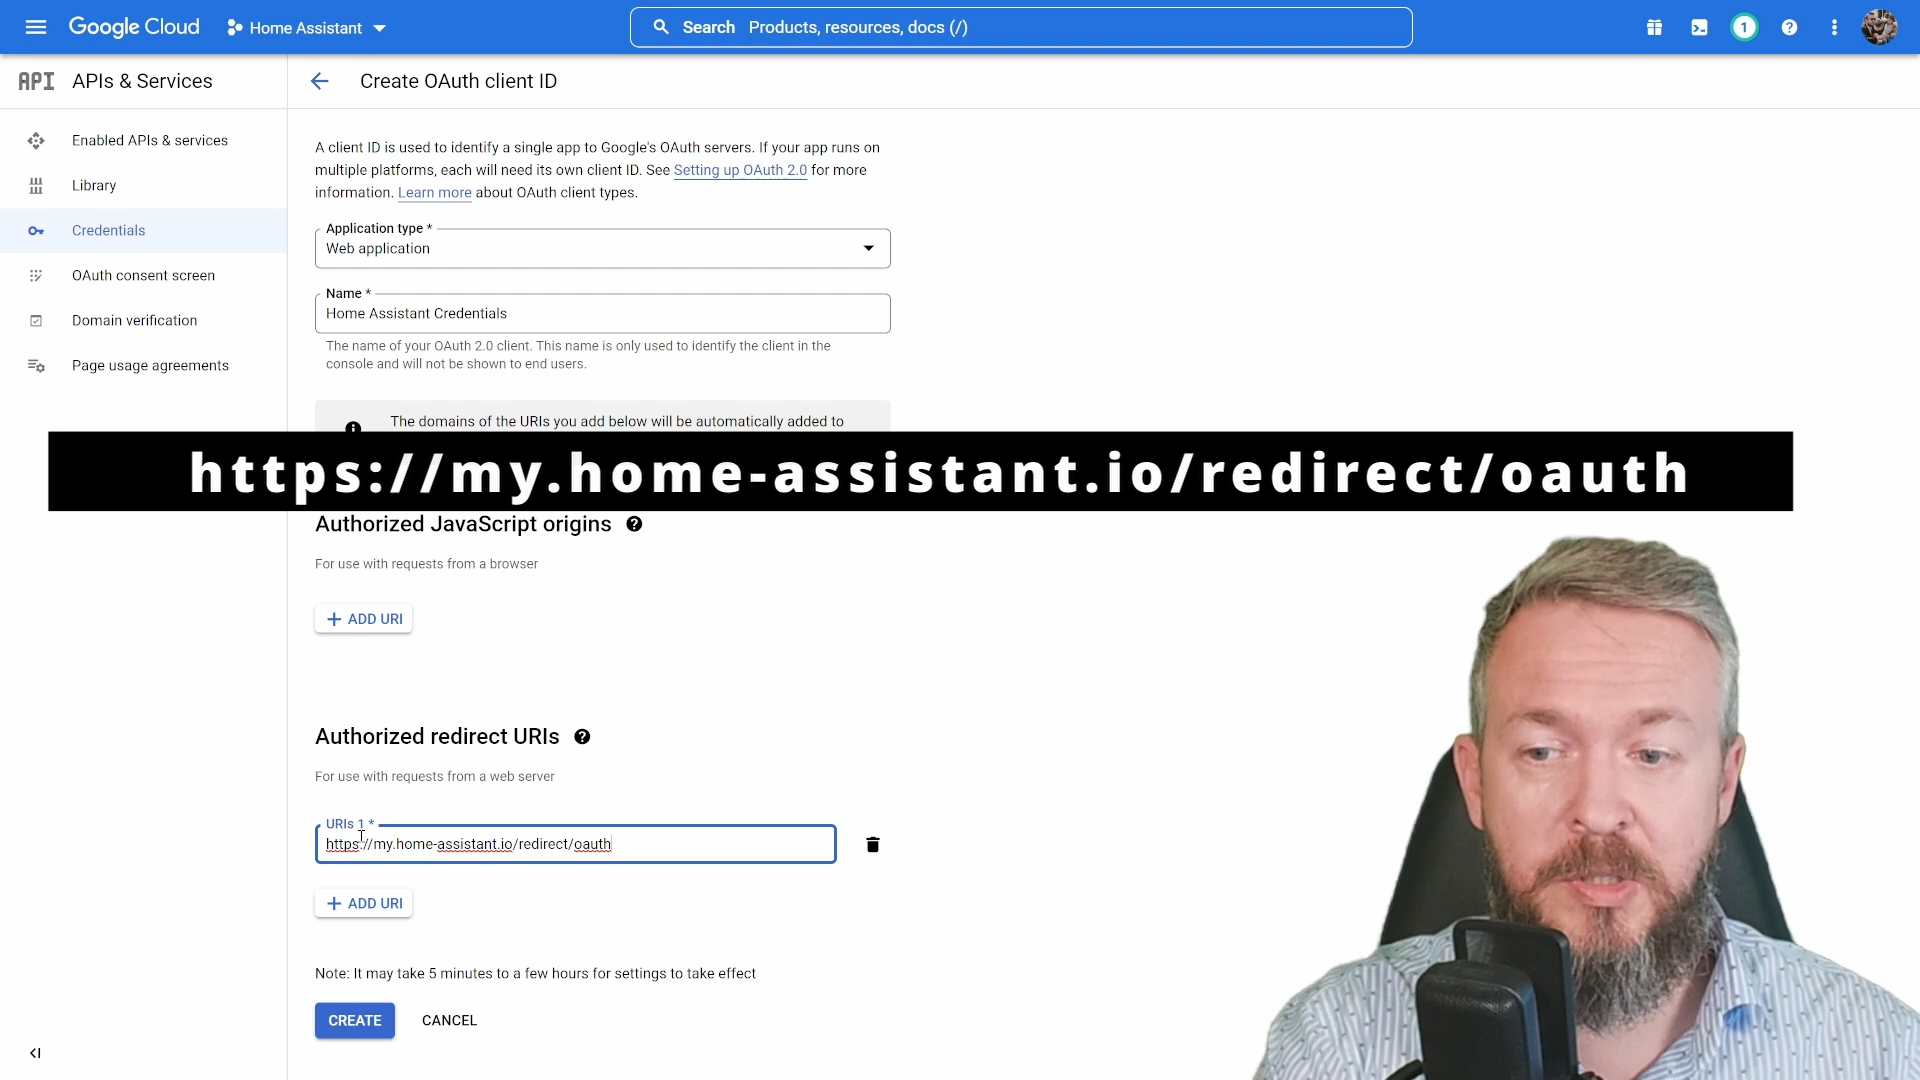 Google Cloud
Home Assistant
Search Products, resources, docs (/)
1
API APIs & Services
Create OAuth client ID
Enabled APIs & services
Library
Credentials
OAuth consent screen
Domain verification
Page usage agreements
A client ID is used to identify a single app to Google's OAuth servers. If your app runs on
multiple platforms, each will need its own client ID. See Setting up OAuth 2.0 for more
information. Learn more about OAuth client types.
Application type *
Web application
Name *
Home Assistant Credentials
The name of your OAuth 2.0 client. This name is only used to identify the client in the
console and will not be shown to end users.
The domains of the URIs you add below will be automatically added to
https://my.home-assistant.io/redirect/oauth
Authorized JavaScript origins
For use with requests from a browser
+ ADD URI
Authorized redirect URIs
For use with requests from a web server
URIs 1 *
https://my.home-assistant.io/redirect/oauth
+ ADD URI
Note: It may take 5 minutes to a few hours for settings to take effect
CREATE CANCEL